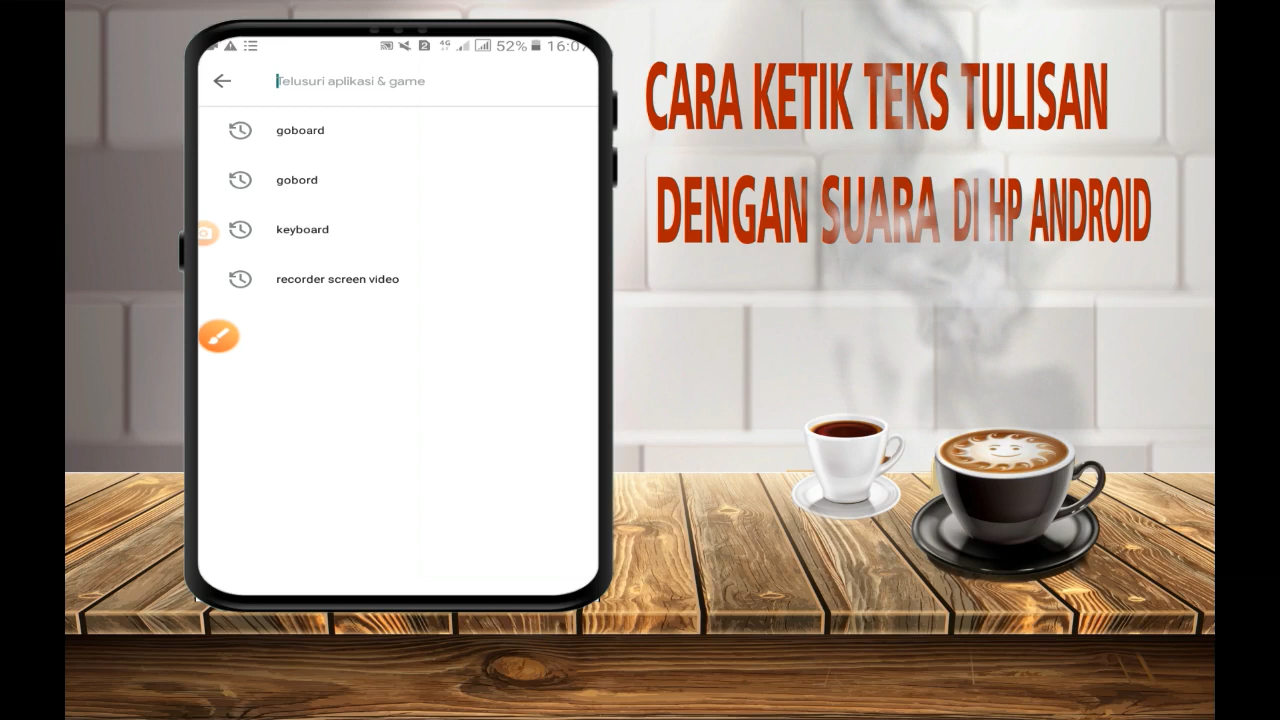 4G 52% 16:07
Telusuri aplikasi & game
goboard
gobord
keyboard
recorder screen video
CARA KETIK TEKS TULISAN
DENGAN SUARA DI HP ANDROID